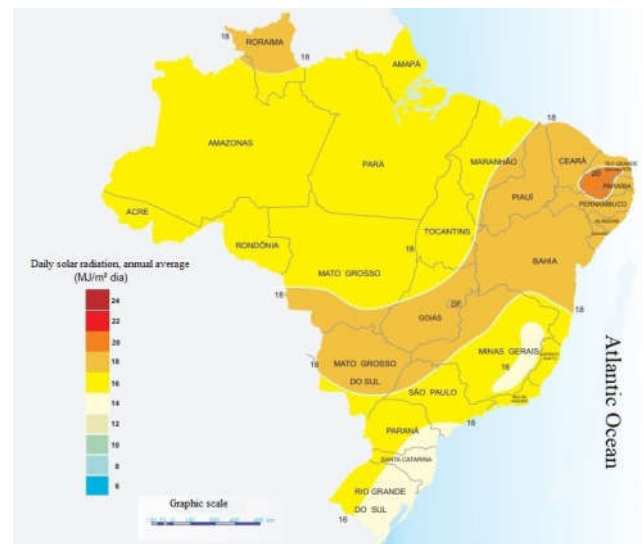 18
RORAIMA
18
AMAPÁ
AMAZONAS
PARÁ
MARANHÃO
18
CEARÁ
RIO GRANDE
20
PARAÍBA
PIAUÍ
PERNAMBUCO
ACRE
RONDÔNIA
TOCANTINS
18
MATO GROSSO
BAHIA
18
GOIÁS
DF
18
MINAS GERAIS
16
MATO GROSSO
DO SUL
16
SÃO PAULO
PARANÁ
16
SANTA CATARINA
RIO GRANDE
DO SUL
16
Daily solar radiation, annual average
(MJ/m² dia)
24
22
20
18
16
14
12
10
8
6
Graphic scale
Atlantic Ocean